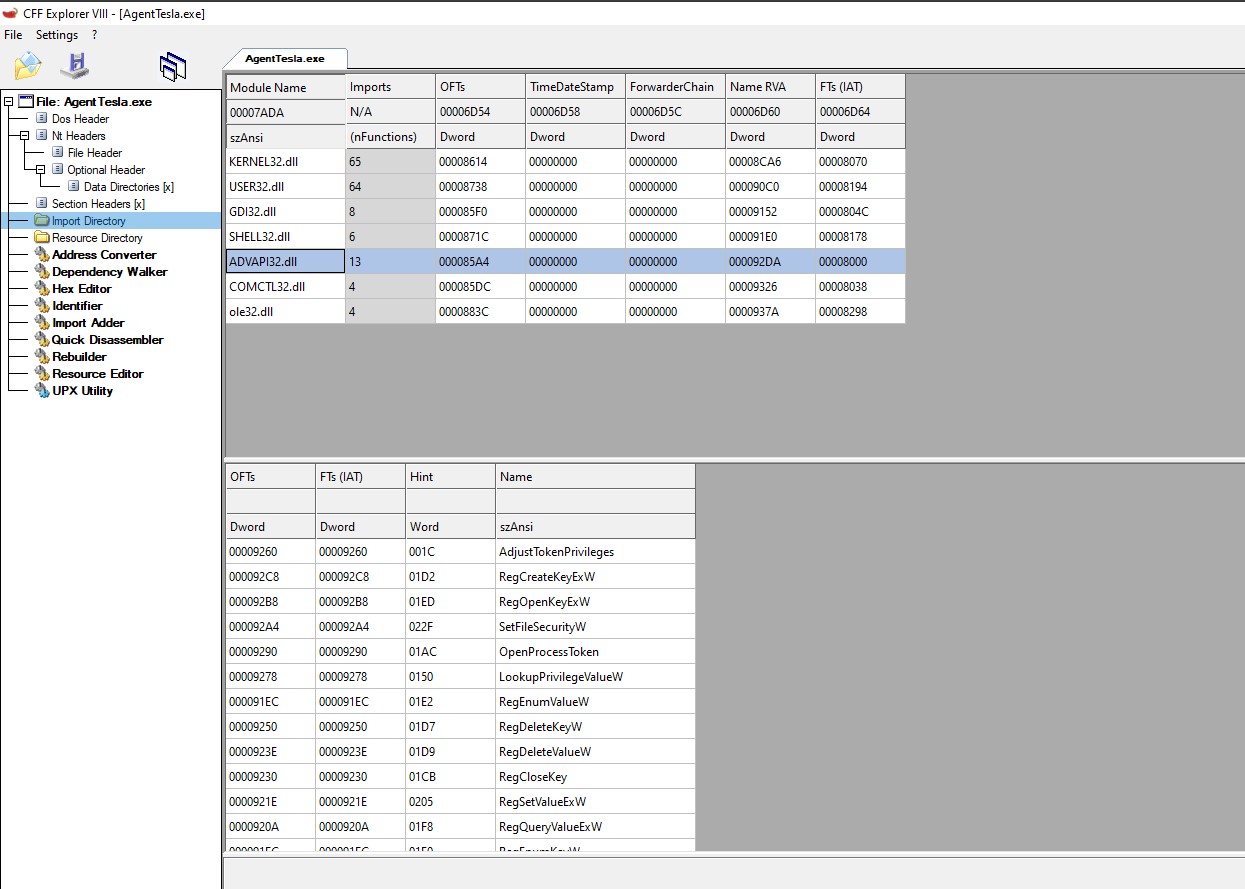 CFF Explorer VIII - [AgentTesla.exe]
File Settings ?
AgentTesla.exe
File: AgentTesla.exe
Dos Header
Nt Headers
File Header
Optional Header
Data Directories [x]
Section Headers [x]
Import Directory
Resource Directory
Address Converter
Dependency Walker
Hex Editor
Identifier
Import Adder
Quick Disassembler
Rebuilder
Resource Editor
UPX Utility
Module Name Imports OFTs TimeDateStamp ForwarderChain Name RVA FTs (IAT)
00007ADA N/A 00006D54 00006D58 00006D5C 00006D60 00006D64
szAnsi (nFunctions) Dword Dword Dword Dword Dword
KERNEL32.dll 65 00008614 00000000 00000000 00008CA6 00008070
USER32.dll 64 00008738 00000000 00000000 000090C0 00008194
GDI32.dll 8 000085F0 00000000 00000000 00009152 0000804C
SHELL32.dll 6 0000871C 00000000 00000000 000091E0 00008178
ADVAPI32.dll 13 000085A4 00000000 00000000 000092DA 00008000
COMCTL32.dll 4 000085DC 00000000 00000000 00009326 00008038
ole32.dll 4 0000883C 00000000 00000000 0000937A 00008298
OFTs FTs (IAT) Hint Name
Dword Dword Word szAnsi
00009260 00009260 001C AdjustTokenPrivileges
000092C8 000092C8 01D2 RegCreateKeyExW
000092B8 000092B8 01ED RegOpenKeyExW
000092A4 000092A4 022F SetFileSecurityW
00009290 00009290 01AC OpenProcessToken
00009278 00009278 0150 LookupPrivilegeValueW
000091EC 000091EC 01E2 RegEnumValueW
00009250 00009250 01D7 RegDeleteKeyW
0000923E 0000923E 01D9 RegDeleteValueW
00009230 00009230 01CB RegCloseKey
0000921E 0000921E 0205 RegSetValueExW
0000920A 0000920A 01F8 RegQueryValueExW
RegEnumKeyW